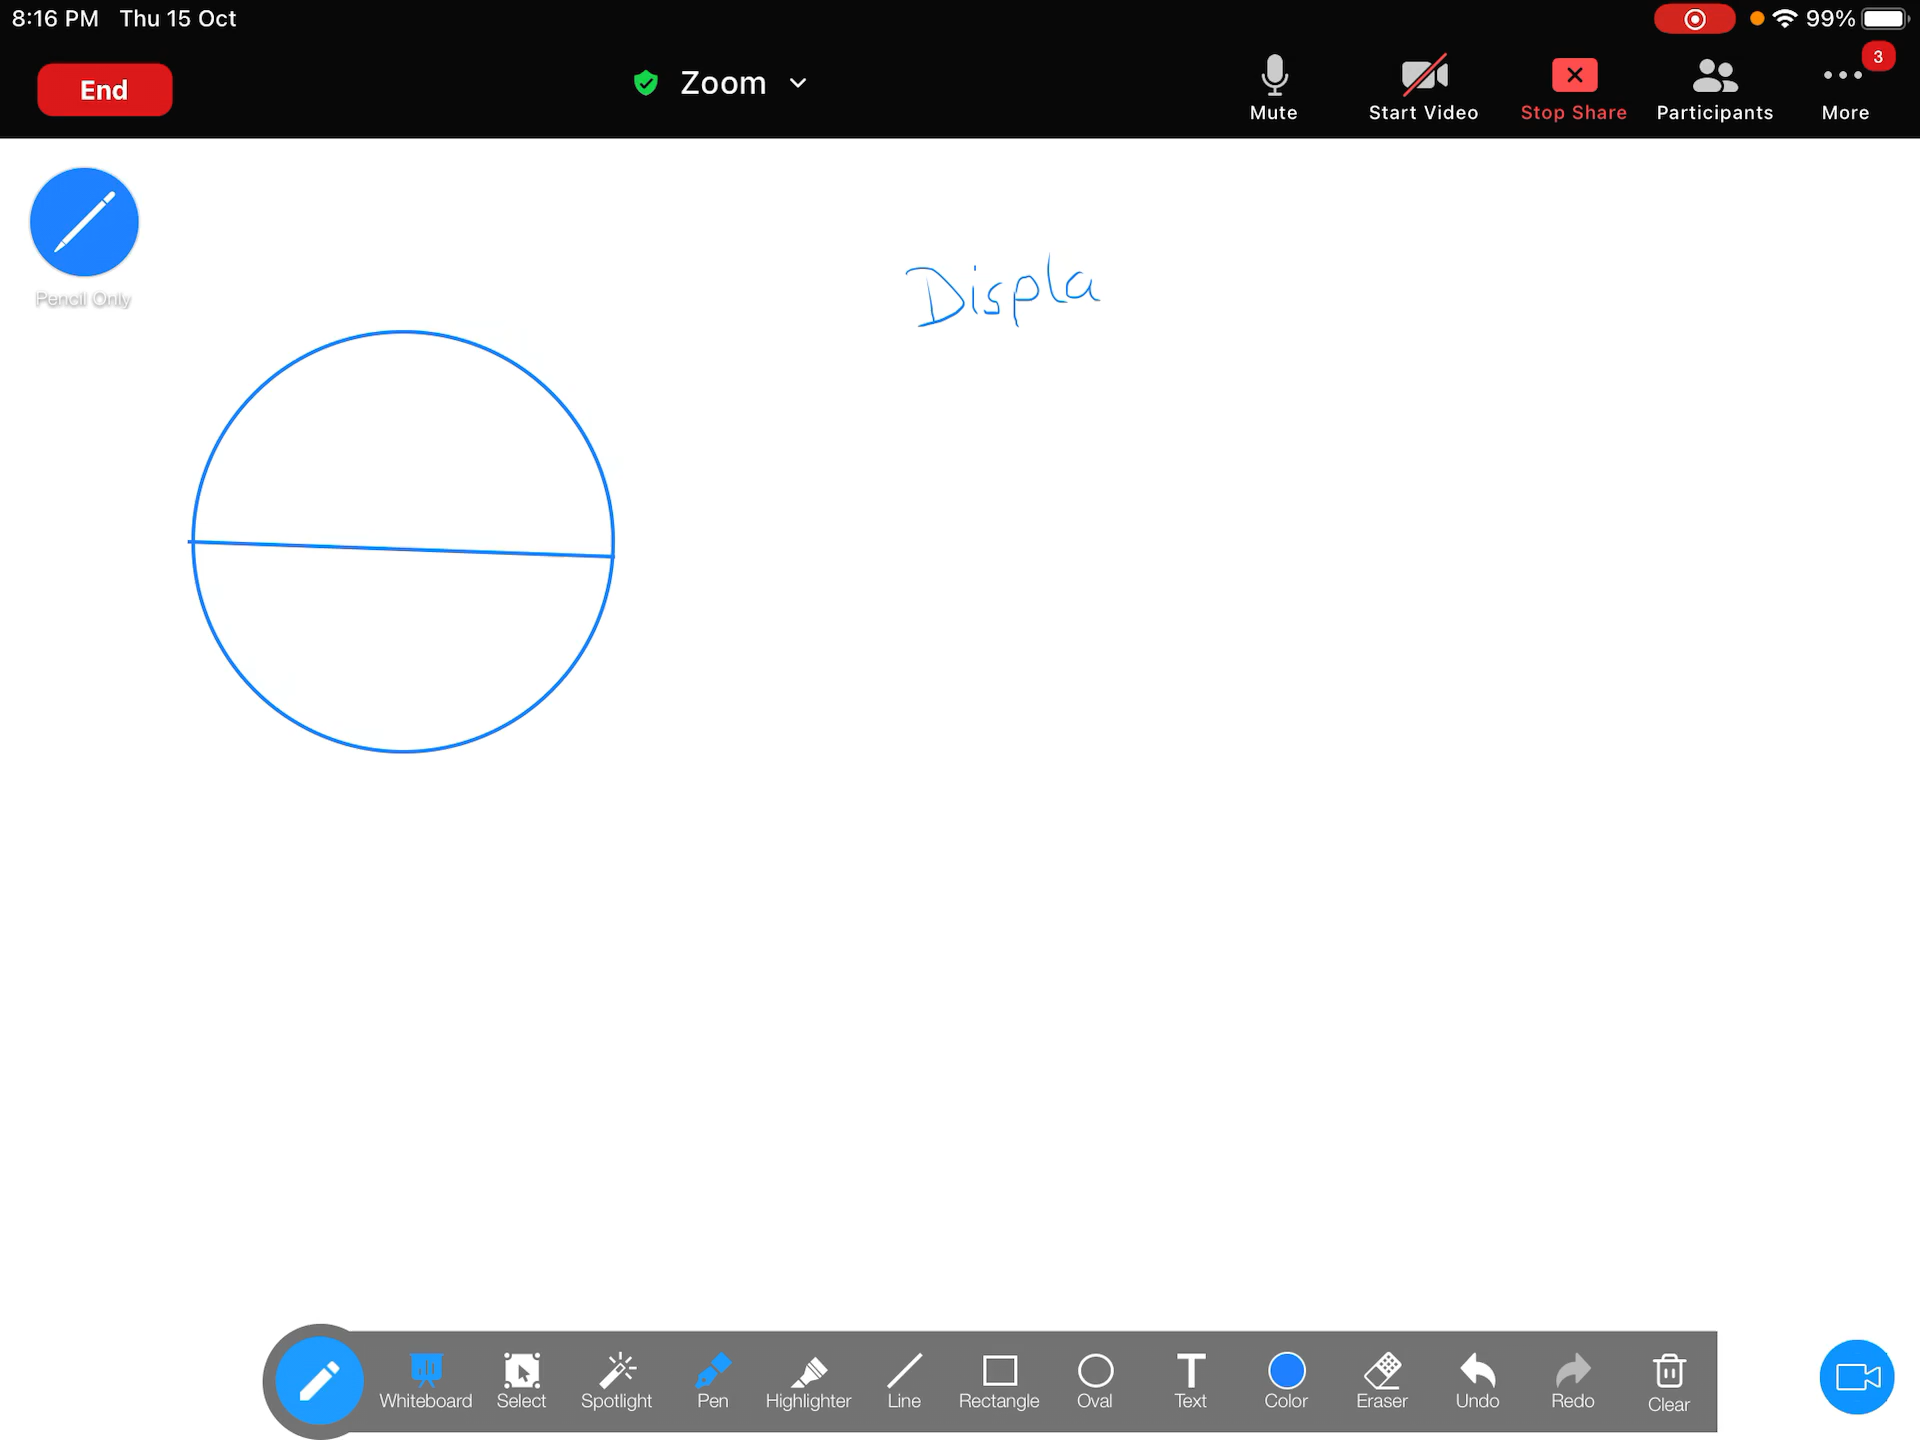 8:16 PM Thu 15 Oct 99%
End Zoom Mute Start Video Stop Share Participants More 3
Pencil Only
Displa
Whiteboard Select Spotlight Pen Highlighter Line Rectangle Oval Text Color Eraser Undo Redo Clear